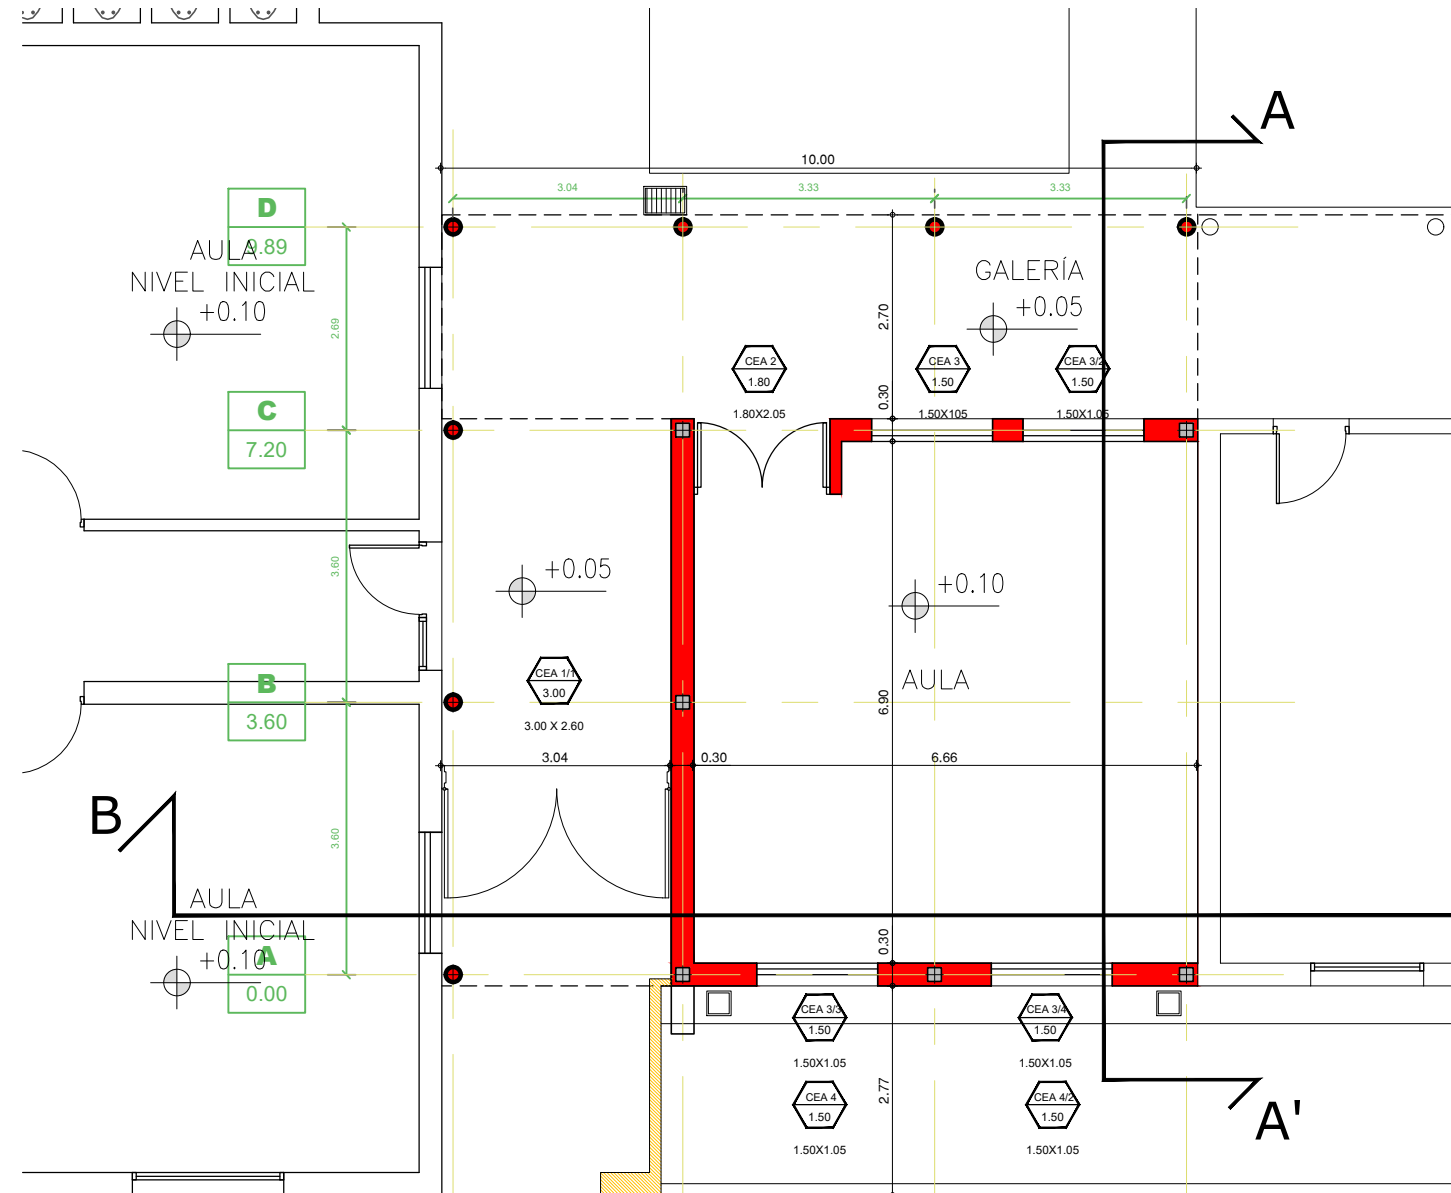 A
10.00
3.04
3.33
3.33
D
9.89
AULA
NIVEL INICIAL
+0.10
GALERÍA
+0.05
2.69
2.70
CEA 2
1.80
1.80X2.05
CEA 3
1.50
1.50X105
CEA 3/2
1.50
1.50X1.05
0.30
C
7.20
3.60
+0.05
+0.10
AULA
CEA 1/1
3.00
3.00 X 2.60
B
3.60
6.90
3.04
0.30
6.66
B
3.60
AULA
NIVEL INICIAL
+0.10
A
0.00
0.30
CEA 3/3
1.50
1.50X1.05
CEA 3/4
1.50
1.50X1.05
2.77
CEA 4
1.50
1.50X1.05
CEA 4/2
1.50
1.50X1.05
A'